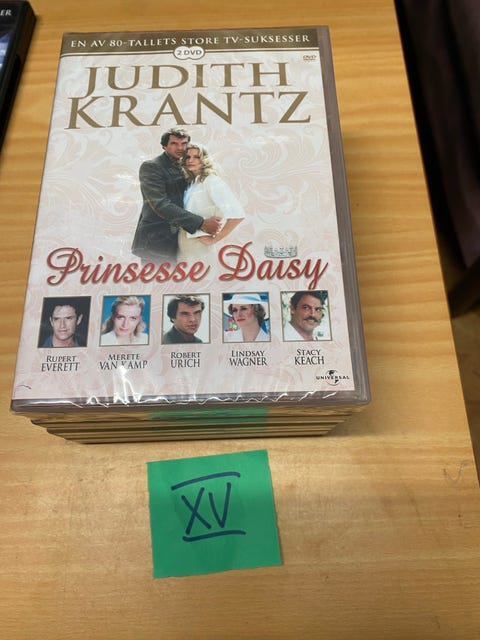 ER
EN AV 80-TALLETS STORE TV-SUKSESSER
2 DVD
DVD
JUDITH
KRANTZ
Prinsesse Daisy
RUPERT EVERETT
MERETE VAN KAMP
ROBERT URICH
LINDSAY WAGNER
STACY KEACH
UNIVERSAL
XV